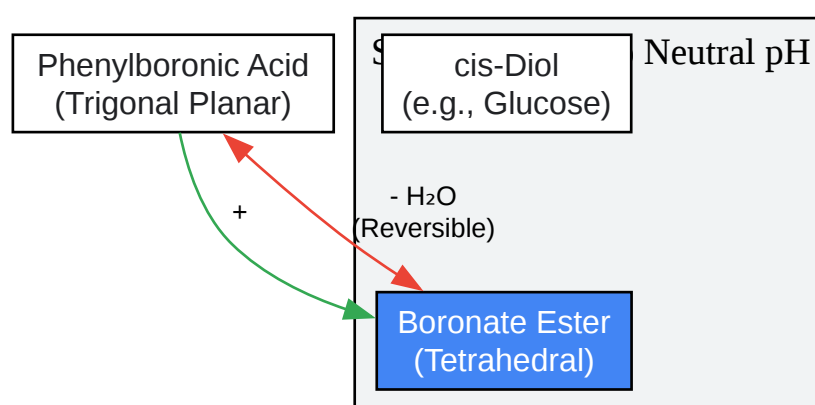 Phenylboronic Acid
(Trigonal Planar)
cis-Diol
(e.g., Glucose)
Neutral pH
+
- H₂O
(Reversible)
Boronate Ester
(Tetrahedral)